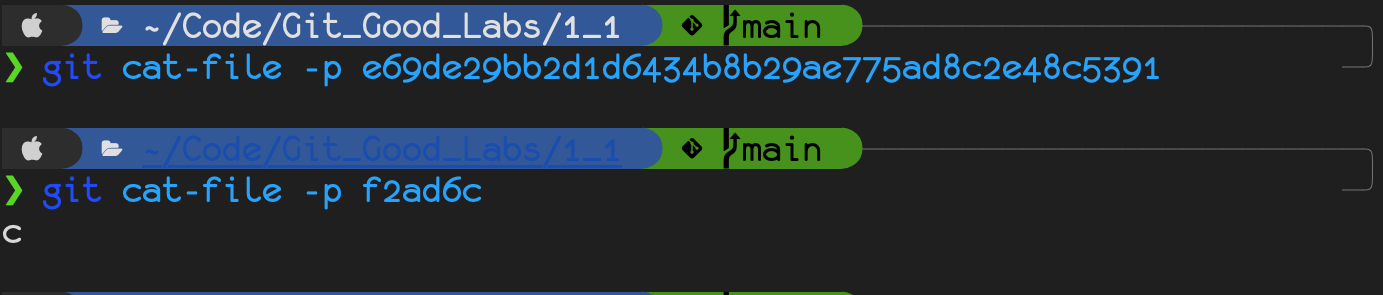 ~/Code/Git_Good_Labs/1_1 main
❯ git cat-file -p e69de29bb2d1d6434b8b29ae775ad8c2e48c5391
~/Code/Git_Good_Labs/1_1 main
❯ git cat-file -p f2ad6c
c